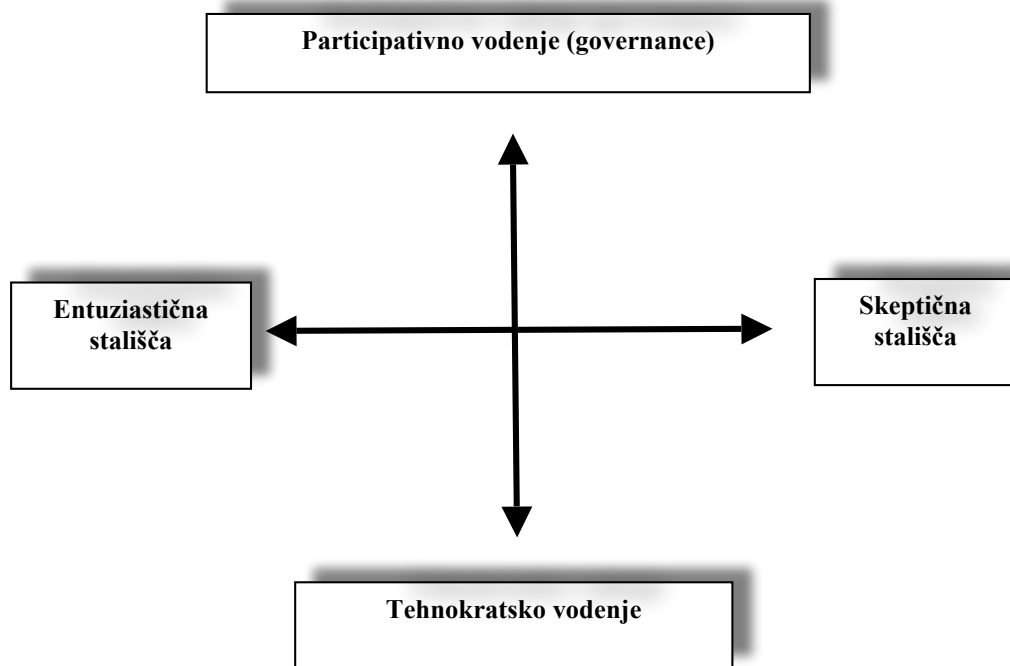 Participativno vodenje (governance)
Entuziastična
stališča
Skeptična
stališča
Tehnokratsko vodenje